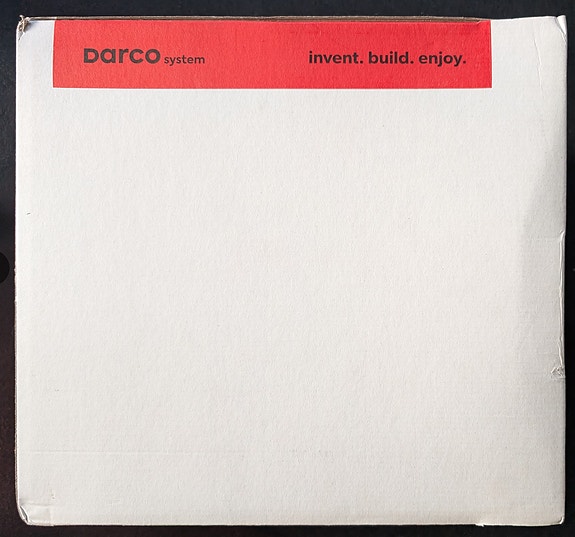 Darco system
invent. build. enjoy.